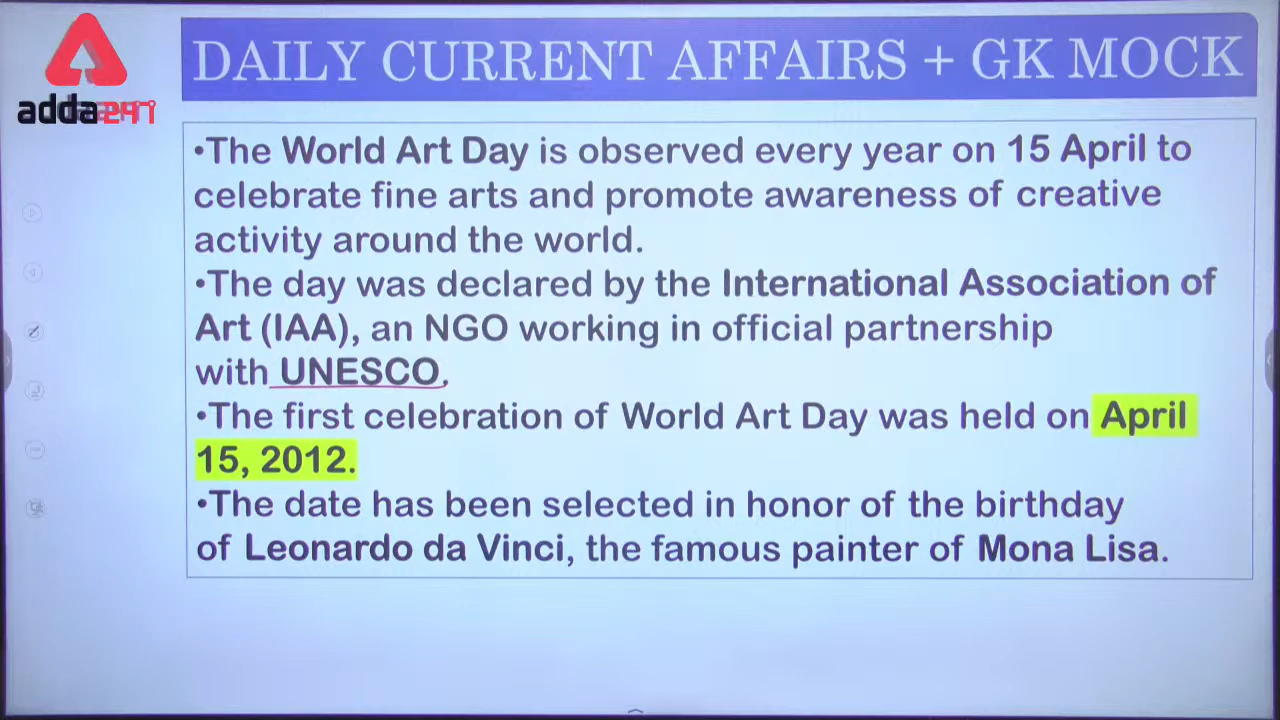 DAILY CURRENT AFFAIRS + GK MOCK
adda247
•The World Art Day is observed every year on 15 April to
celebrate fine arts and promote awareness of creative
activity around the world.
•The day was declared by the International Association of
Art (IAA), an NGO working in official partnership
with UNESCO.
•The first celebration of World Art Day was held on April
15, 2012.
•The date has been selected in honor of the birthday
of Leonardo da Vinci, the famous painter of Mona Lisa.